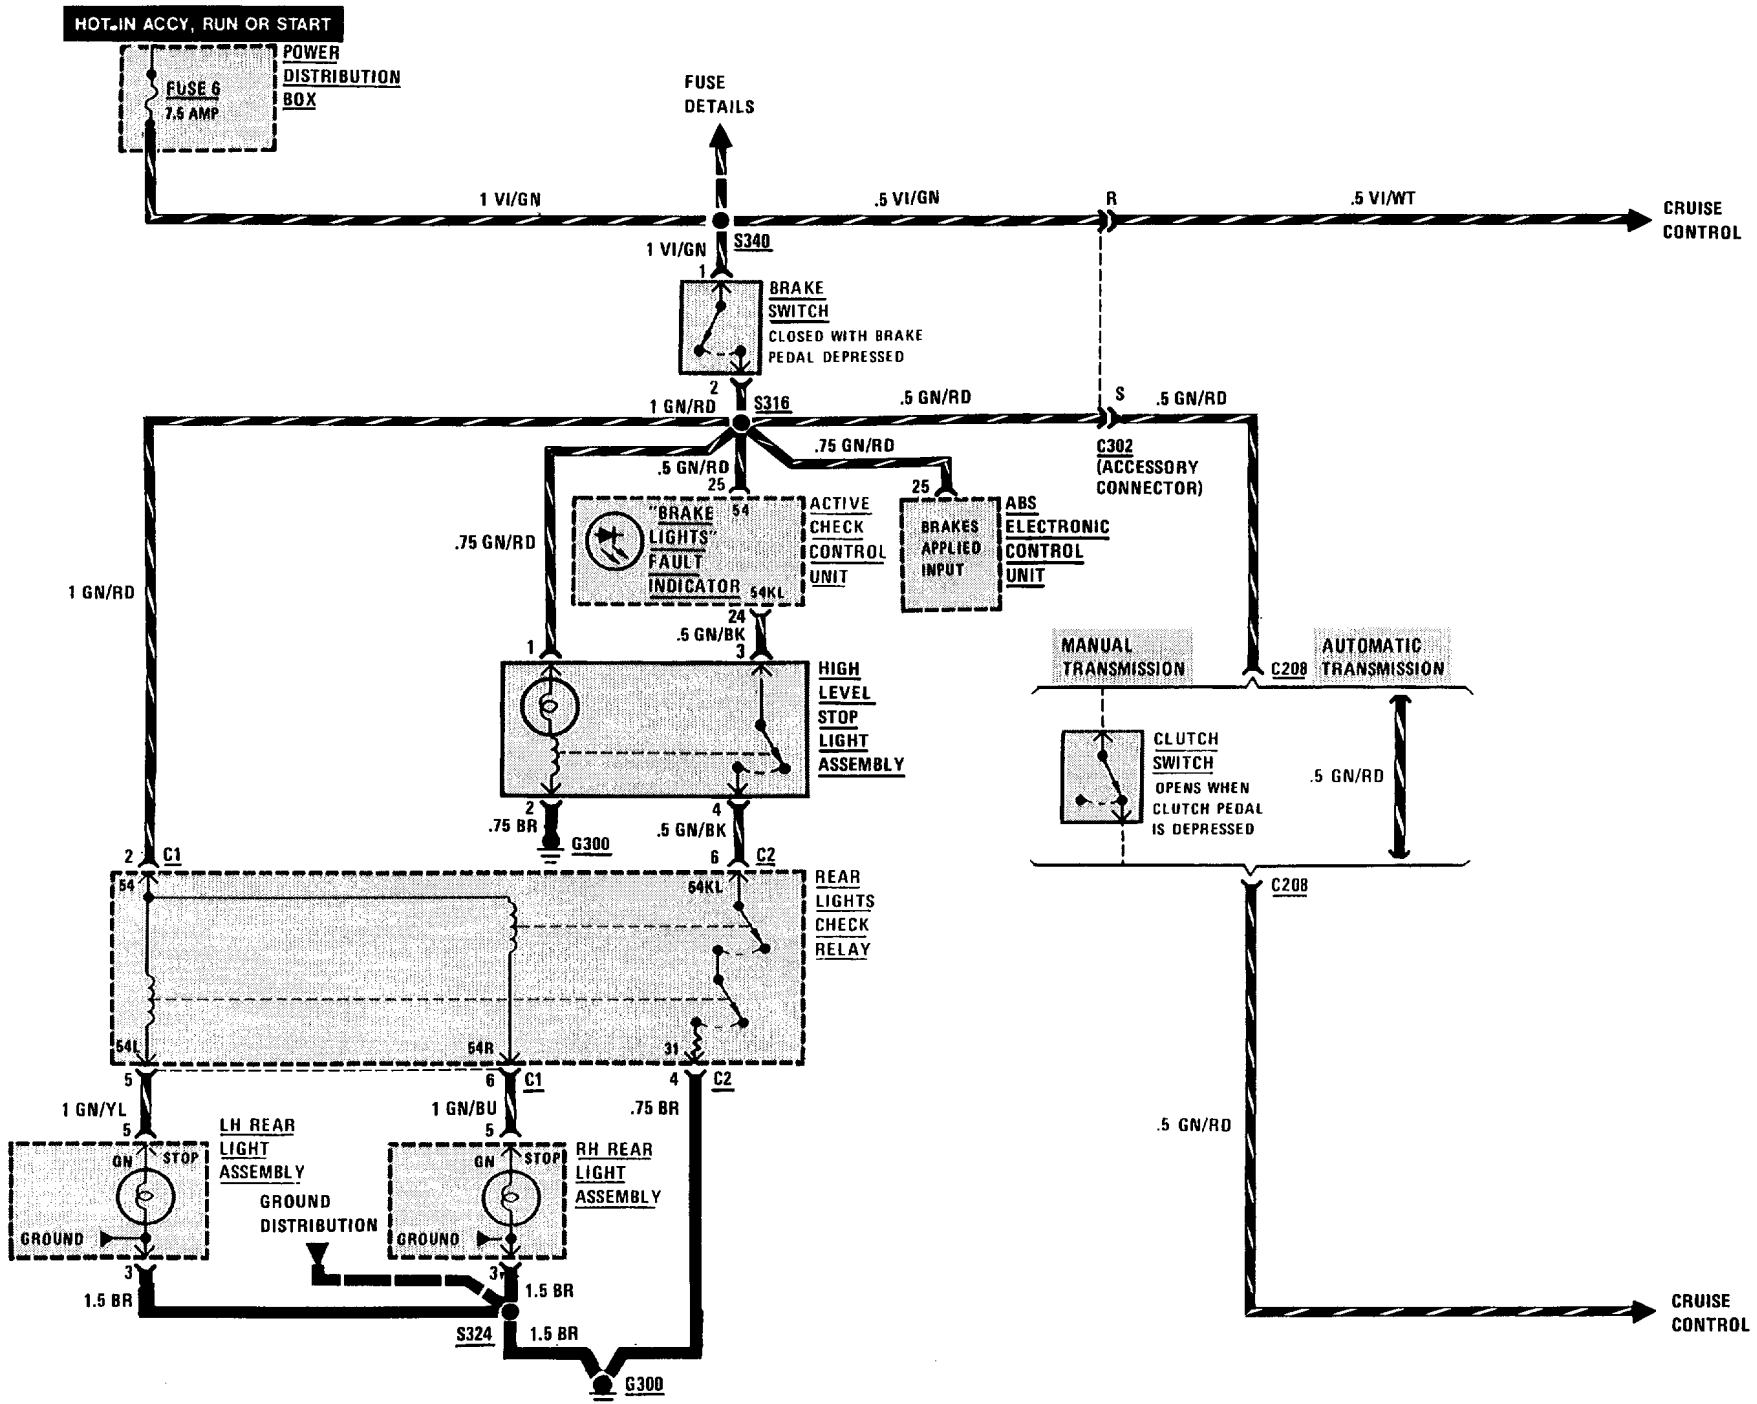 HOT IN ACCY, RUN OR START
POWER
DISTRIBUTION
BOX
FUSE 6
7.5 AMP
FUSE
DETAILS
1 VI/GN
.5 VI/GN
R
.5 VI/WT
CRUISE
CONTROL
1 VI/GN
S340
1
BRAKE
SWITCH
CLOSED WITH BRAKE
PEDAL DEPRESSED
2
1 GN/RD
S316
.5 GN/RD
S
.5 GN/RD
C302
(ACCESSORY
CONNECTOR)
.75 GN/RD
.5 GN/RD
25
25
.75 GN/RD
1 GN/RD
"BRAKE
LIGHTS"
FAULT
INDICATOR
54
54KL
ACTIVE
CHECK
CONTROL
UNIT
BRAKES
APPLIED
INPUT
ABS
ELECTRONIC
CONTROL
UNIT
24
.5 GN/BK
1
3
HIGH
LEVEL
STOP
LIGHT
ASSEMBLY
MANUAL
TRANSMISSION
AUTOMATIC
TRANSMISSION
C208
CLUTCH
SWITCH
OPENS WHEN
CLUTCH PEDAL
IS DEPRESSED
.5 GN/RD
2
.75 BR
G300
4
.5 GN/BK
2
C1
6
C2
C208
54
54KL
REAR
LIGHTS
CHECK
RELAY
54L
54R
31
5
6
C1
4
C2
1 GN/YL
1 GN/BU
.75 BR
.5 GN/RD
5
5
LH REAR
LIGHT
ASSEMBLY
RH REAR
LIGHT
ASSEMBLY
GN
STOP
GN
STOP
GROUND
DISTRIBUTION
GROUND
GROUND
3
3
1.5 BR
1.5 BR
S324
1.5 BR
G300
CRUISE
CONTROL